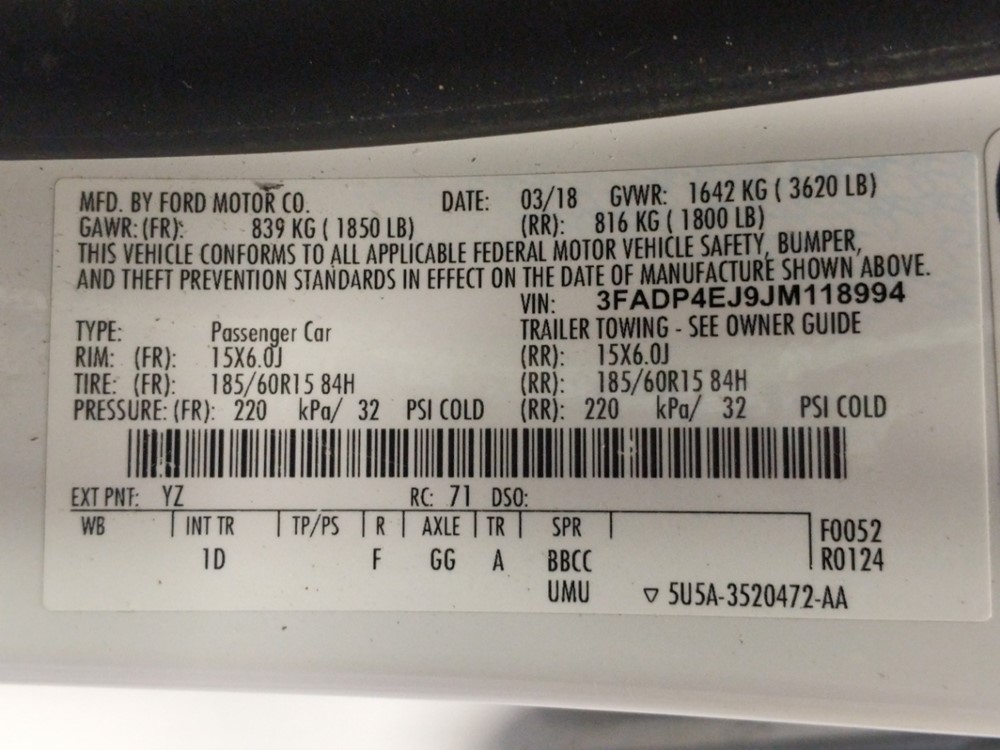 MFD. BY FORD MOTOR CO. DATE: 03/18 GVWR: 1642 KG ( 3620 LB)
GAWR: (FR): 839 KG ( 1850 LB) (RR): 816 KG ( 1800 LB)
THIS VEHICLE CONFORMS TO ALL APPLICABLE FEDERAL MOTOR VEHICLE SAFETY, BUMPER,
AND THEFT PREVENTION STANDARDS IN EFFECT ON THE DATE OF MANUFACTURE SHOWN ABOVE.
VIN: 3FADP4EJ9JM118994
TYPE: Passenger Car TRAILER TOWING - SEE OWNER GUIDE
RIM: (FR): 15X6.0J (RR): 15X6.0J
TIRE: (FR): 185/60R15 84H (RR): 185/60R15 84H
PRESSURE: (FR): 220 kPa/ 32 PSI COLD (RR): 220 kPa/ 32 PSI COLD
EXT PNT: YZ RC: 71 DSO:
WB INT TR TP/PS R AXLE TR SPR F0052
1D F GG A BBCC R0124
UMU ▽ 5U5A-3520472-AA